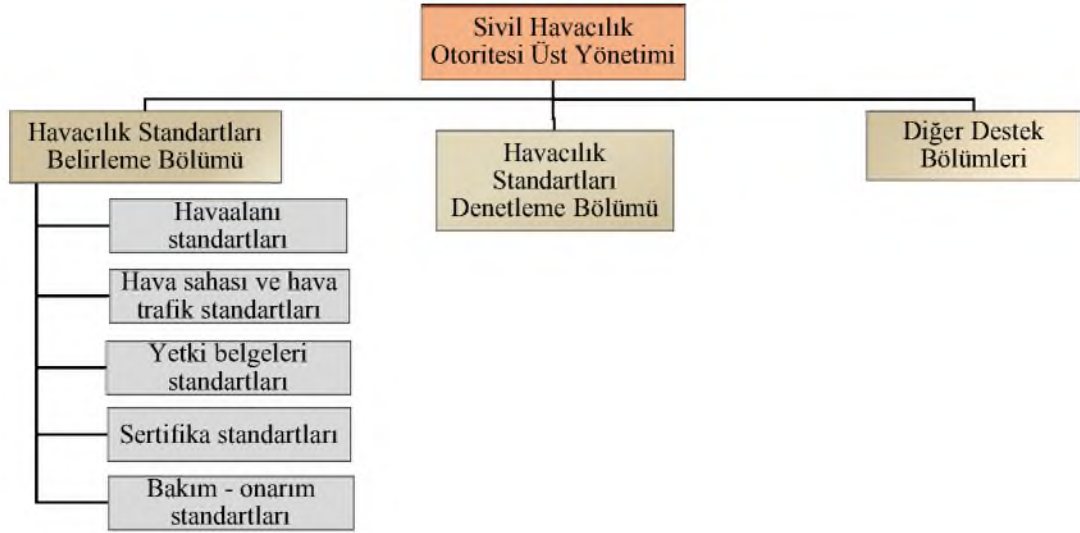 Sivil Havacılık
Otoritesi Üst Yönetimi
Havacılık Standartları
Belirleme Bölümü
Havacılık
Standartları
Denetleme Bölümü
Diğer Destek
Bölümleri
Havaalanı
standartları
Hava sahası ve hava
trafik standartları
Yetki belgeleri
standartları
Sertifika standartları
Bakım - onarım
standartları